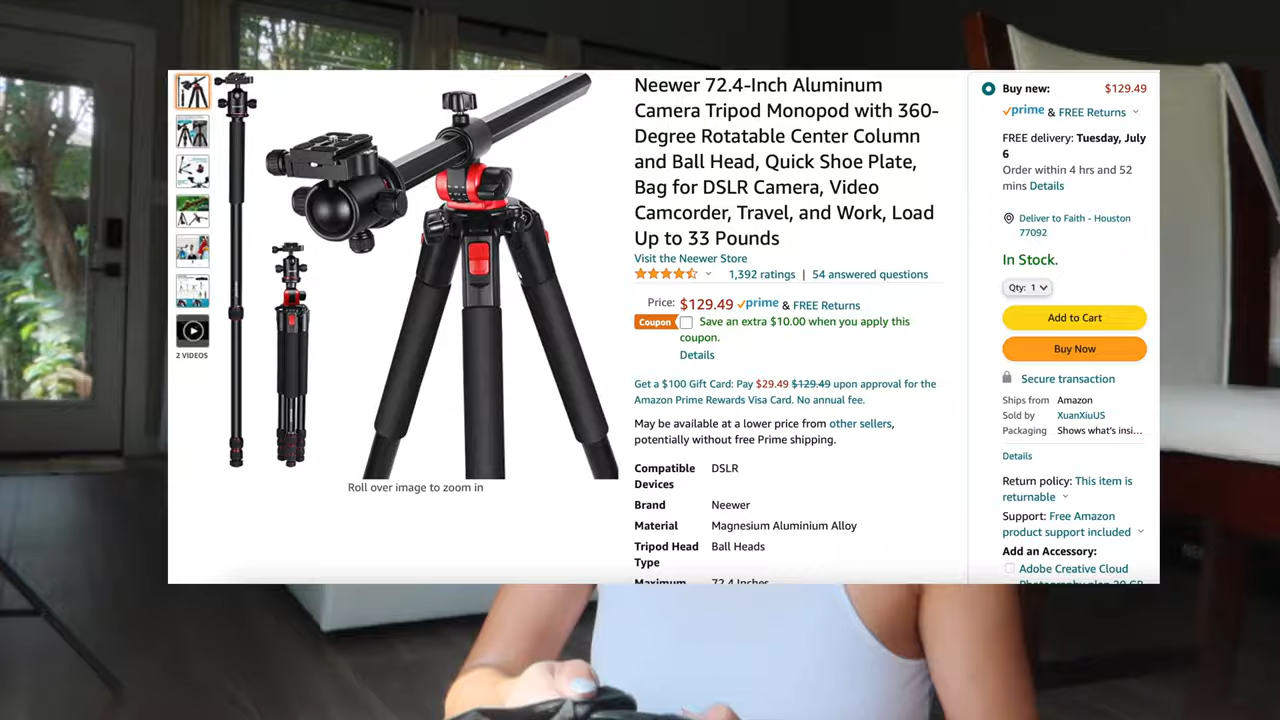 2 VIDEOS
Roll over image to zoom in
Neewer 72.4-Inch Aluminum
Camera Tripod Monopod with 360-
Degree Rotatable Center Column
and Ball Head, Quick Shoe Plate,
Bag for DSLR Camera, Video
Camcorder, Travel, and Work, Load
Up to 33 Pounds
Visit the Neewer Store
1,392 ratings | 54 answered questions
Price: $129.49 prime & FREE Returns
Coupon Save an extra $10.00 when you apply this
coupon.
Details
Get a $100 Gift Card: Pay $29.49 $129.49 upon approval for the
Amazon Prime Rewards Visa Card. No annual fee.
May be available at a lower price from other sellers,
potentially without free Prime shipping.
Compatible DSLR
Devices
Brand Neewer
Material Magnesium Aluminium Alloy
Tripod Head Ball Heads
Type
Maximum 72.4 Inches
Buy new: $129.49
prime & FREE Returns
FREE delivery: Tuesday, July
6
Order within 4 hrs and 52
mins Details
Deliver to Faith - Houston
77092
In Stock.
Qty: 1
Add to Cart
Buy Now
Secure transaction
Ships from Amazon
Sold by XuanXiuUS
Packaging Shows what's insi...
Details
Return policy: This item is
returnable
Support: Free Amazon
product support included
Add an Accessory:
Adobe Creative Cloud
Photography plan 20 GB